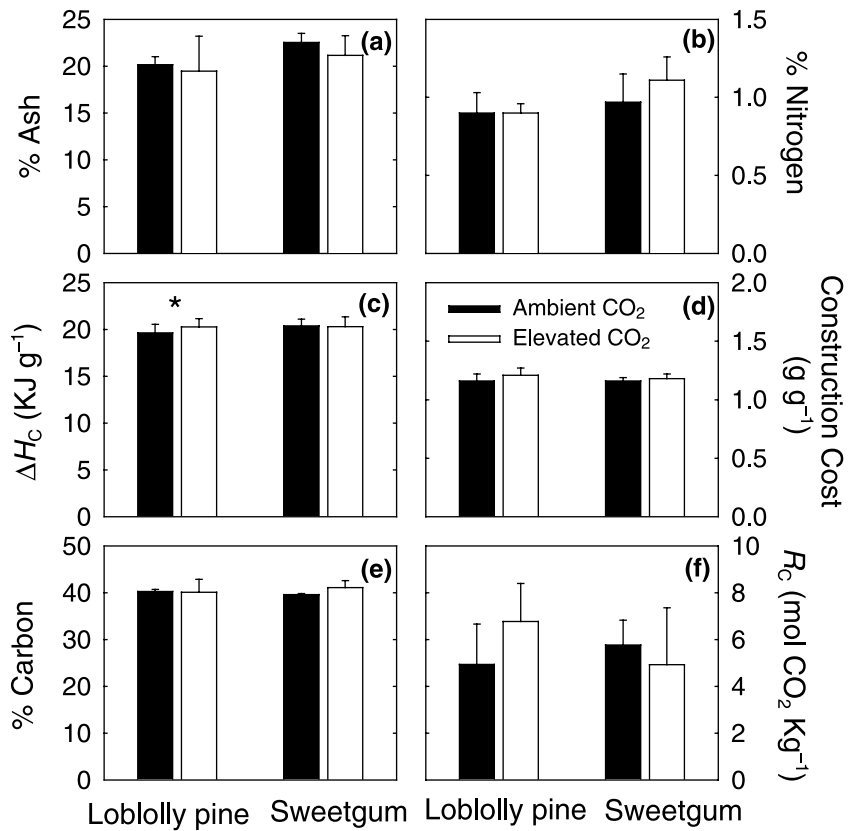 25
20
15
10
5
0
% Ash
(a)
1.5
1.0
0.5
0.0
% Nitrogen
(b)
25
20
15
10
5
0
ΔH_C (KJ g⁻¹)
*
(c)
Ambient CO₂
Elevated CO₂
(d)
2.0
1.5
1.0
0.5
0.0
Construction Cost
(g g⁻¹)
50
40
30
20
10
0
% Carbon
(e)
10
8
6
4
2
0
R_C (mol CO₂ Kg⁻¹)
(f)
Loblolly pine
Sweetgum
Loblolly pine
Sweetgum